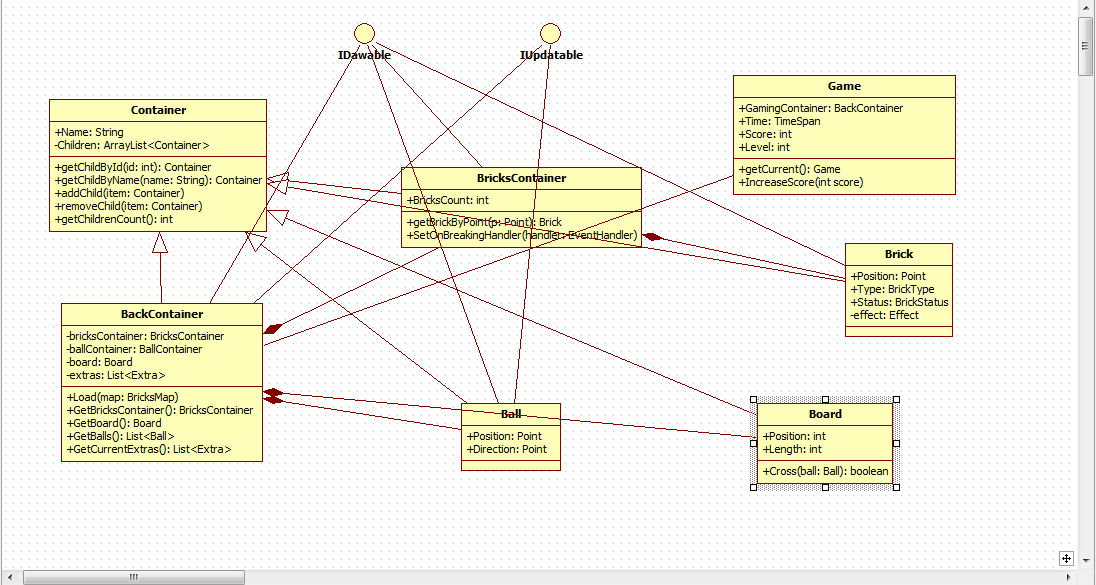 IDawable
IUpdatable
Container
+Name: String
-Children: ArrayList<Container>
+getChildById(id: int): Container
+getChildByName(name: String): Container
+addChild(item: Container)
+removeChild(item: Container)
+getChildrenCount(): int
Game
+GamingContainer: BackContainer
+Time: TimeSpan
+Score: int
+Level: int
+getCurrent(): Game
+IncreaseScore(int score)
BricksContainer
+BricksCount: int
+getBrickByPoint(p: Point): Brick
+SetOnBreakingHandler(handler: EventHandler)
Brick
+Position: Point
+Type: BrickType
+Status: BrickStatus
-effect: Effect
BackContainer
-bricksContainer: BricksContainer
-ballContainer: BallContainer
-board: Board
-extras: List<Extra>
+Load(map: BricksMap)
+GetBricksContainer(): BricksContainer
+GetBoard(): Board
+GetBalls(): List<Ball>
+GetCurrentExtras(): List<Extra>
Ball
+Position: Point
+Direction: Point
Board
+Position: int
+Length: int
+Cross(ball: Ball): boolean